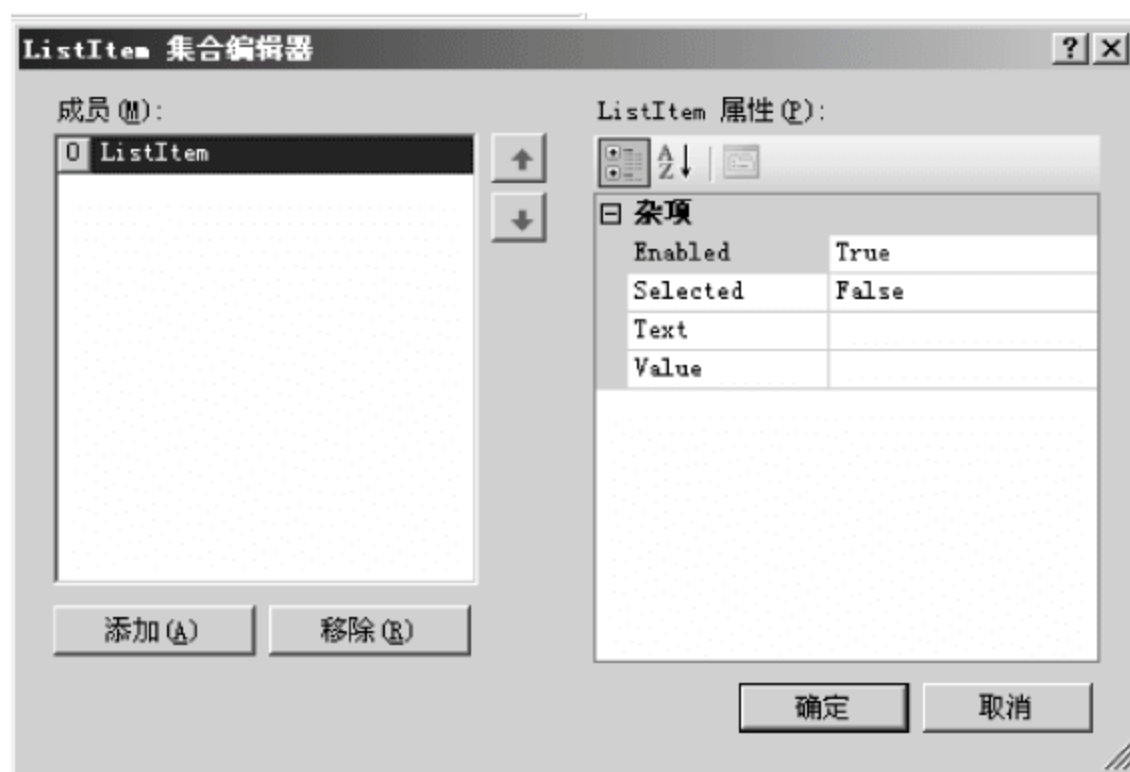 ListItem 集合编辑器
成员(M):
0 ListItem
添加(A)
移除(R)
ListItem 属性(P):
杂项
Enabled True
Selected False
Text
Value
确定
取消